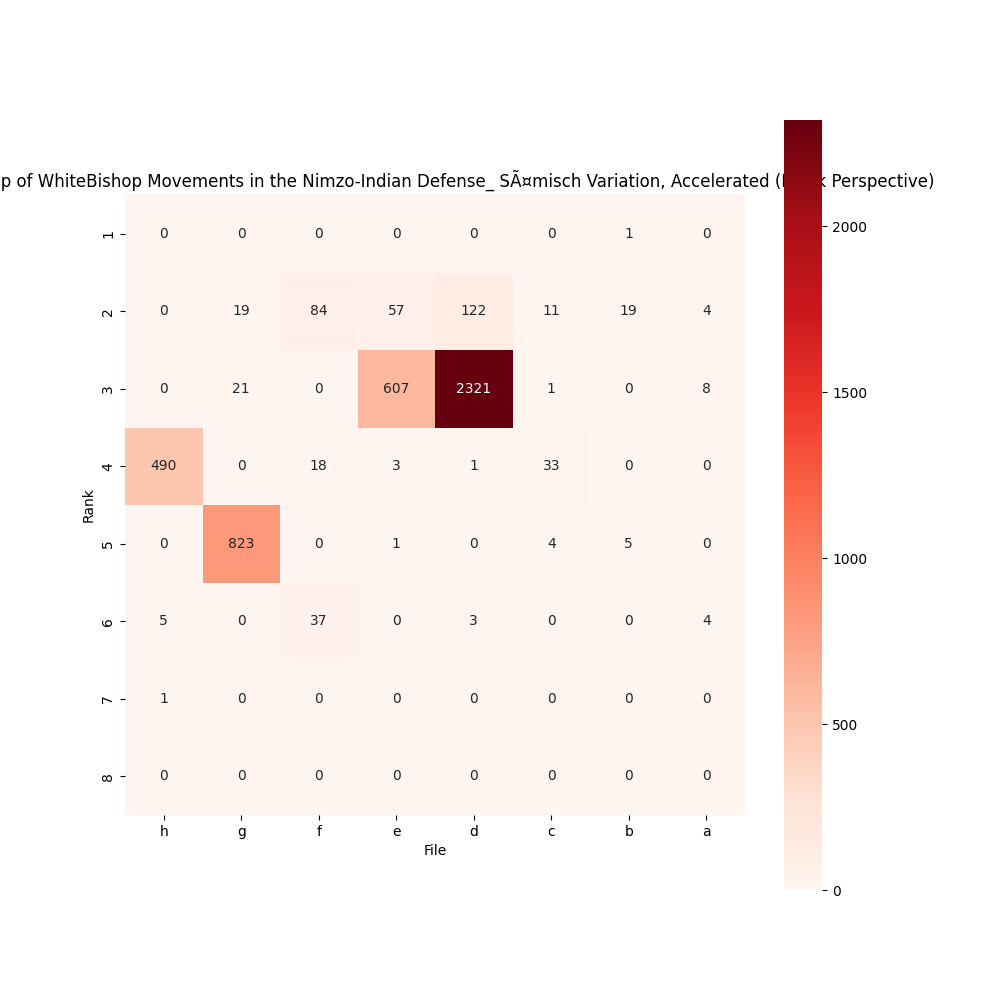 p of WhiteBishop Movements in the Nimzo-Indian Defense_ SÃ¤misch Variation, Accelerated ( Perspective)
1 0 0 0 0 0 0 1 0
2 0 19 84 57 122 11 19 4
3 0 21 0 607 2321 1 0 8
4 490 0 18 3 1 33 0 0
5 0 823 0 1 0 4 5 0
6 5 0 37 0 3 0 0 4
7 1 0 0 0 0 0 0 0
8 0 0 0 0 0 0 0 0
h g f e d c b a
File
Rank
2000
1500
1000
500
0